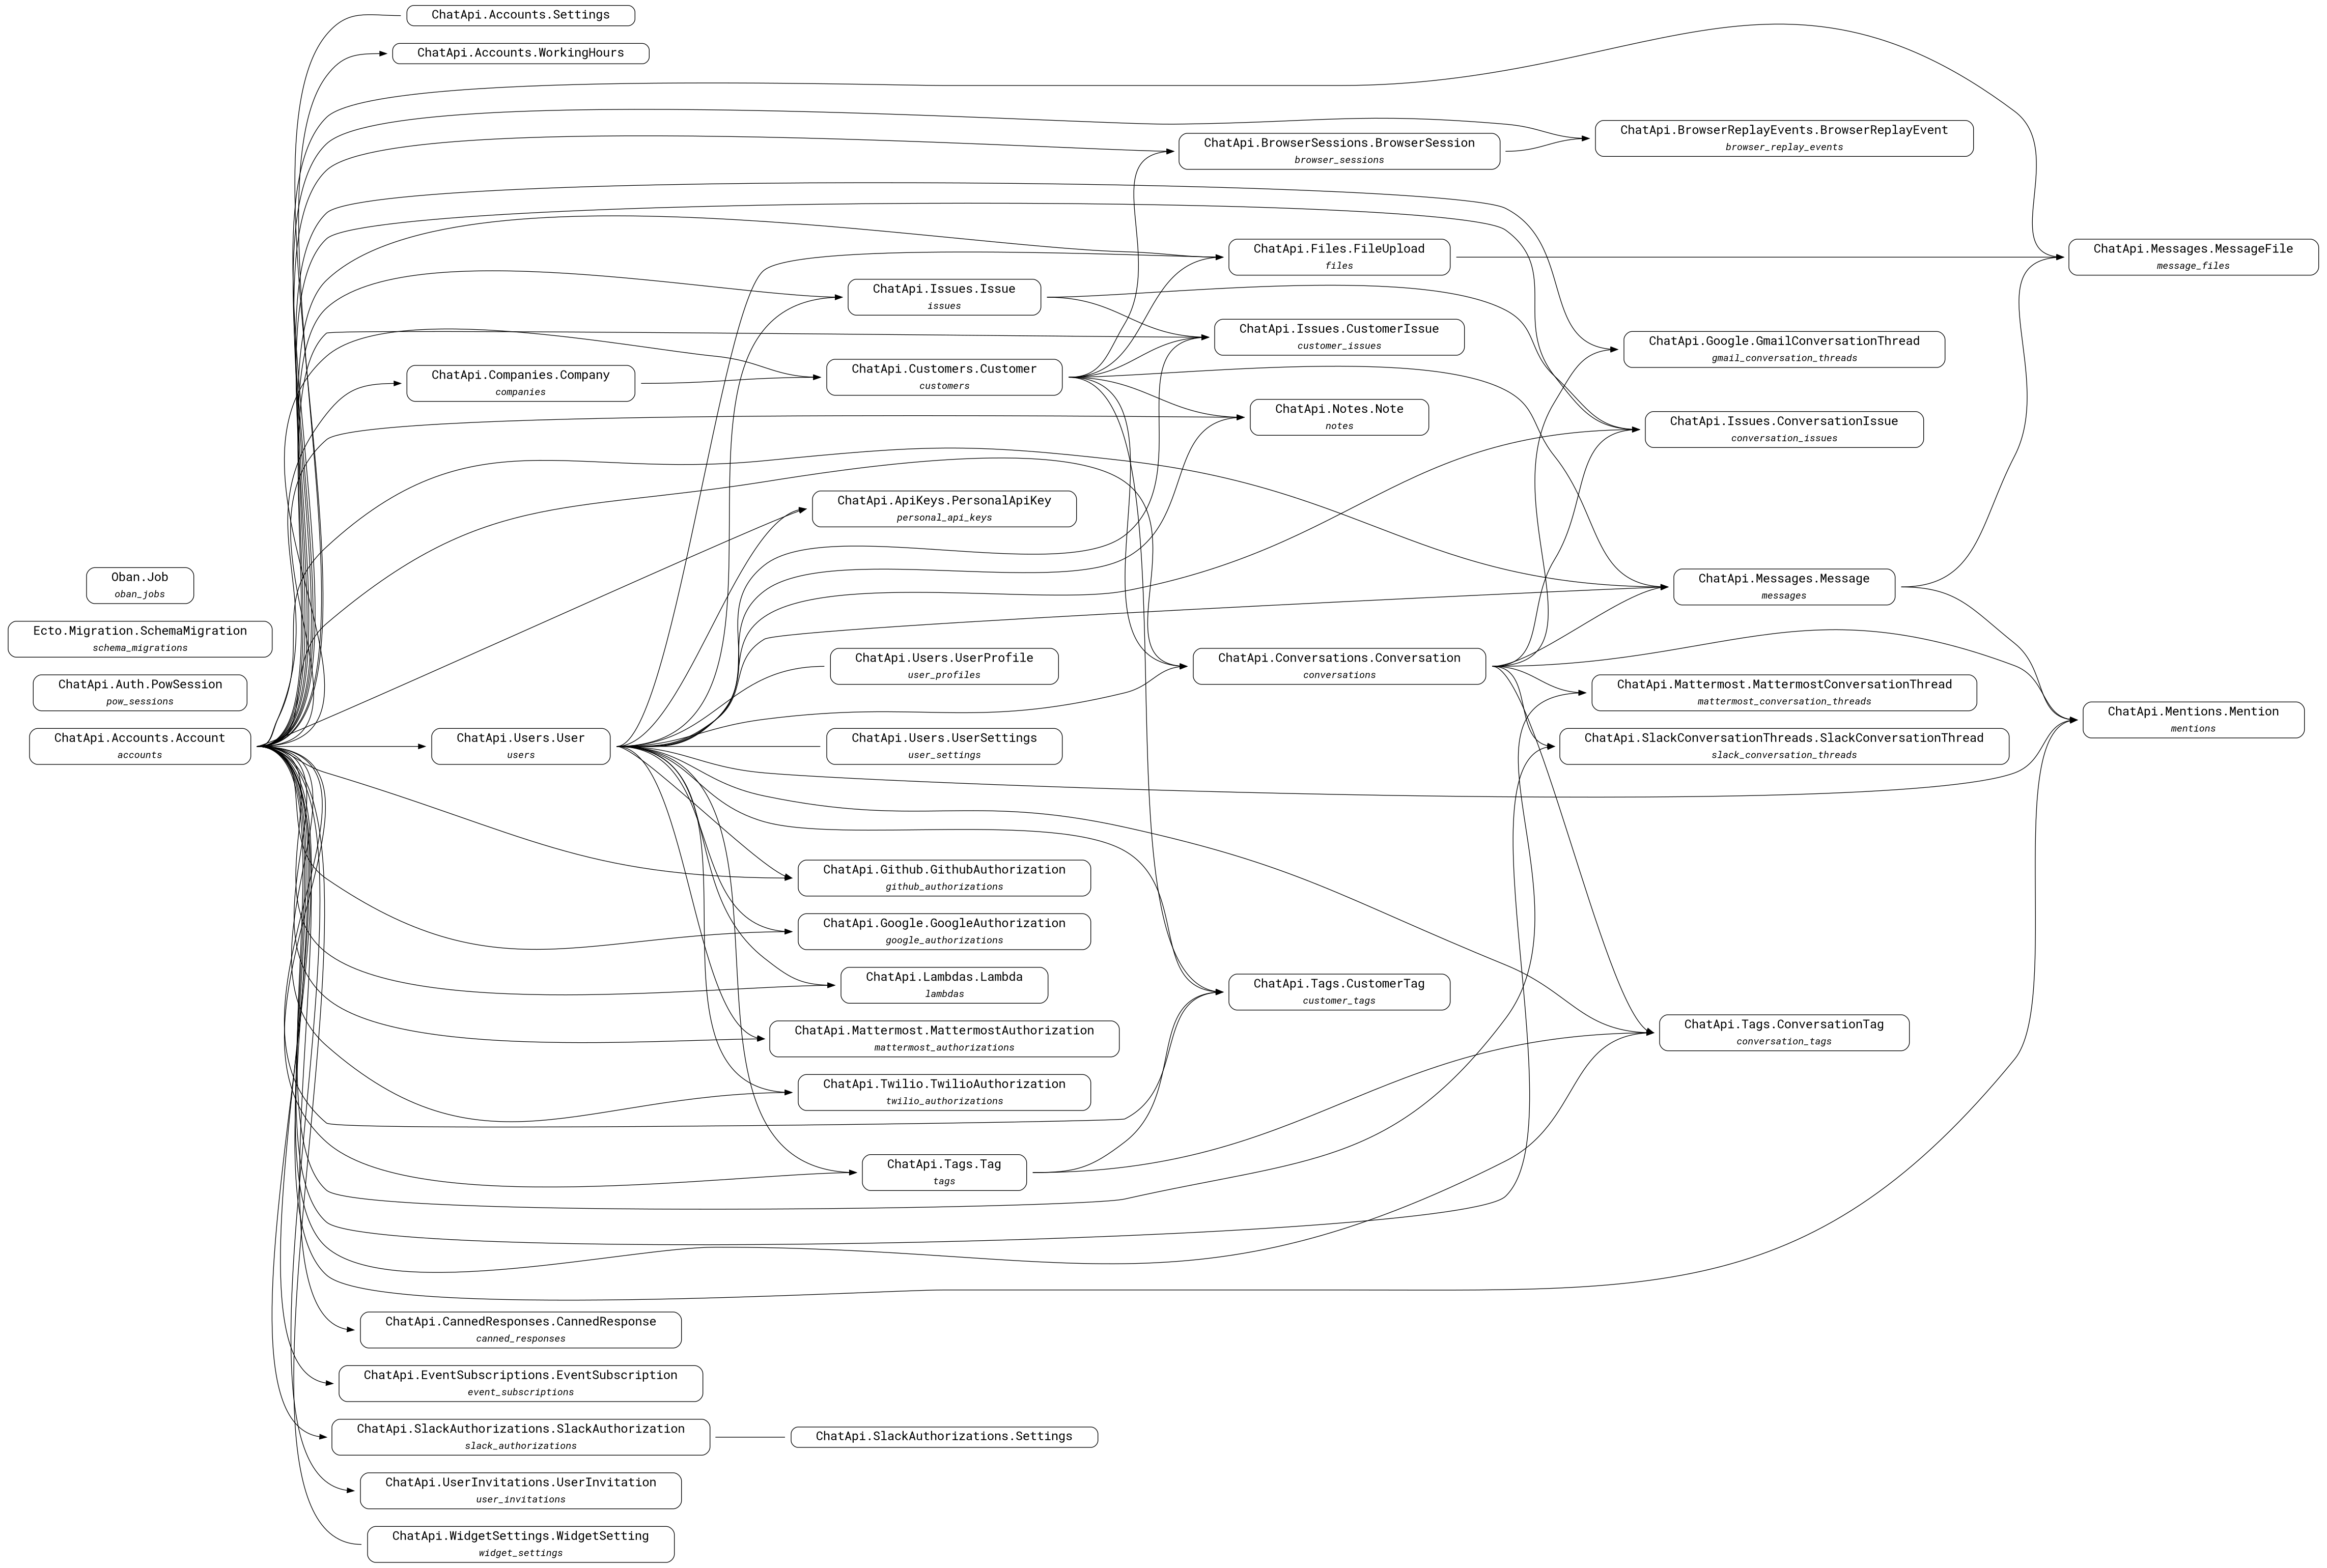 ChatApi.Accounts.Settings
ChatApi.Accounts.WorkingHours
ChatApi.BrowserReplayEvents.BrowserReplayEvent
browser_replay_events
ChatApi.BrowserSessions.BrowserSession
browser_sessions
ChatApi.Files.FileUpload
files
ChatApi.Messages.MessageFile
message_files
ChatApi.Issues.Issue
issues
ChatApi.Issues.CustomerIssue
customer_issues
ChatApi.Google.GmailConversationThread
gmail_conversation_threads
ChatApi.Customers.Customer
customers
ChatApi.Companies.Company
companies
ChatApi.Notes.Note
notes
ChatApi.Issues.ConversationIssue
conversation_issues
ChatApi.ApiKeys.PersonalApiKey
personal_api_keys
Oban.Job
oban_jobs
ChatApi.Messages.Message
messages
Ecto.Migration.SchemaMigration
schema_migrations
ChatApi.Users.UserProfile
user_profiles
ChatApi.Conversations.Conversation
conversations
ChatApi.Auth.PowSession
pow_sessions
ChatApi.Mattermost.MattermostConversationThread
mattermost_conversation_threads
ChatApi.Mentions.Mention
mentions
ChatApi.Accounts.Account
accounts
ChatApi.Users.User
users
ChatApi.Users.UserSettings
user_settings
ChatApi.SlackConversationThreads.SlackConversationThread
slack_conversation_threads
ChatApi.Github.GithubAuthorization
github_authorizations
ChatApi.Google.GoogleAuthorization
google_authorizations
ChatApi.Lambdas.Lambda
lambdas
ChatApi.Tags.CustomerTag
customer_tags
ChatApi.Mattermost.MattermostAuthorization
mattermost_authorizations
ChatApi.Tags.ConversationTag
conversation_tags
ChatApi.Twilio.TwilioAuthorization
twilio_authorizations
ChatApi.Tags.Tag
tags
ChatApi.CannedResponses.CannedResponse
canned_responses
ChatApi.EventSubscriptions.EventSubscription
event_subscriptions
ChatApi.SlackAuthorizations.SlackAuthorization
slack_authorizations
ChatApi.SlackAuthorizations.Settings
ChatApi.UserInvitations.UserInvitation
user_invitations
ChatApi.WidgetSettings.WidgetSetting
widget_settings